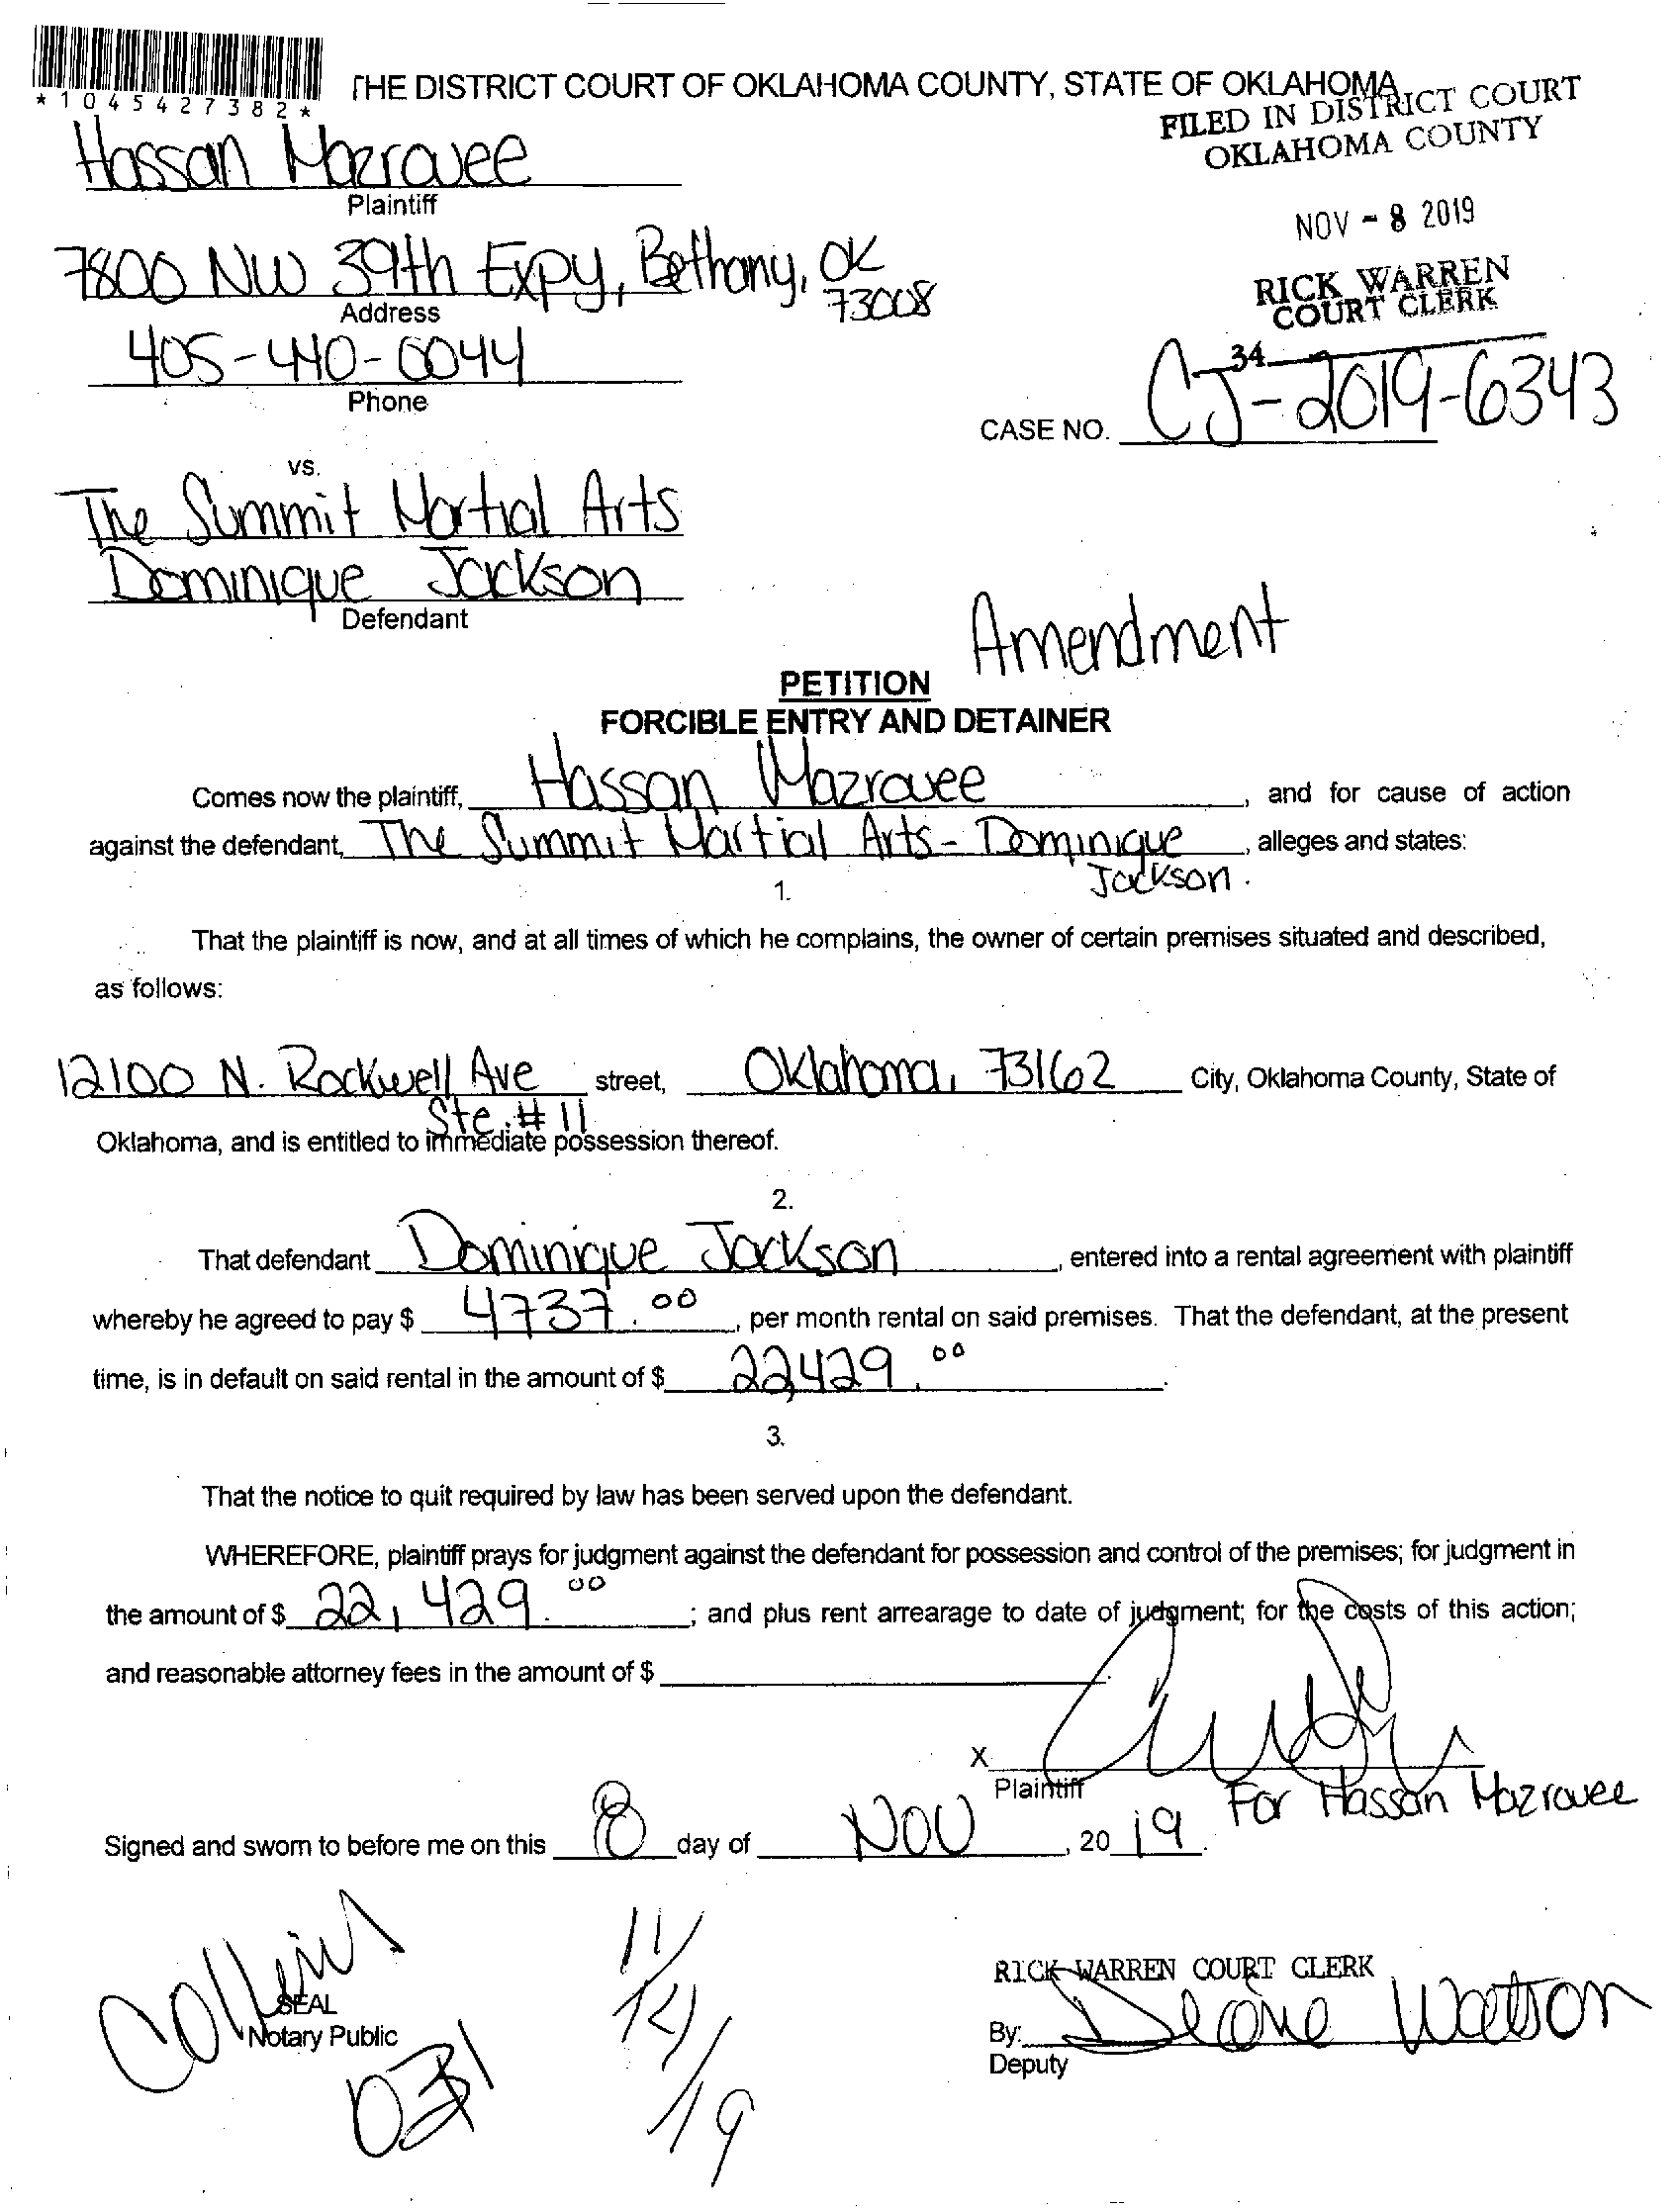 *1045427382*
THE DISTRICT COURT OF OKLAHOMA COUNTY, STATE OF OKLAHOMA
FILED IN DISTRICT COURT
OKLAHOMA COUNTY
Hassan Mazravee
Plaintiff
NOV - 8 2019
7800 NW 39th Expy, Bethany, OK
73008
Address
RICK WARREN
COURT CLERK
405-440-0044
Phone
34
CASE NO. CJ-2019-6343
vs.
The Summit Martial Arts
Dominique Jackson
Defendant
Amendment
PETITION
FORCIBLE ENTRY AND DETAINER
Comes now the plaintiff, Hassan Mazravee, and for cause of action
against the defendant, The Summit Martial Arts - Dominique, alleges and states:
Jackson.
1.
That the plaintiff is now, and at all times of which he complains, the owner of certain premises situated and described,
as follows:
12100 N. Rockwell Ave street, Oklahoma, 73162 City, Oklahoma County, State of
Ste. # 11
Oklahoma, and is entitled to immediate possession thereof.
2.
That defendant Dominique Jackson, entered into a rental agreement with plaintiff
whereby he agreed to pay $ 4737.00, per month rental on said premises. That the defendant, at the present
time, is in default on said rental in the amount of $ 22,429.00.
3.
That the notice to quit required by law has been served upon the defendant.
WHEREFORE, plaintiff prays for judgment against the defendant for possession and control of the premises; for judgment in
the amount of $ 22,429.00; and plus rent arrearage to date of judgment; for the costs of this action;
and reasonable attorney fees in the amount of $
X
Plaintiff For Hassan Mazravee
Signed and sworn to before me on this 8 day of NOV, 2019.
Collins
SEAL
Notary Public
031
11/14/19
RICK WARREN COURT CLERK
By: Watson
Deputy